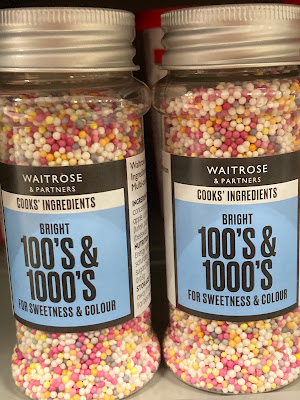 WAITROSE
& PARTNERS
COOKS' INGREDIENTS
BRIGHT
100'S &
1000'S
FOR SWEETNESS & COLOUR
WAITROSE
& PARTNERS
COOKS' INGREDIENTS
BRIGHT
100'S &
1000'S
FOR SWEETNESS & COLOUR